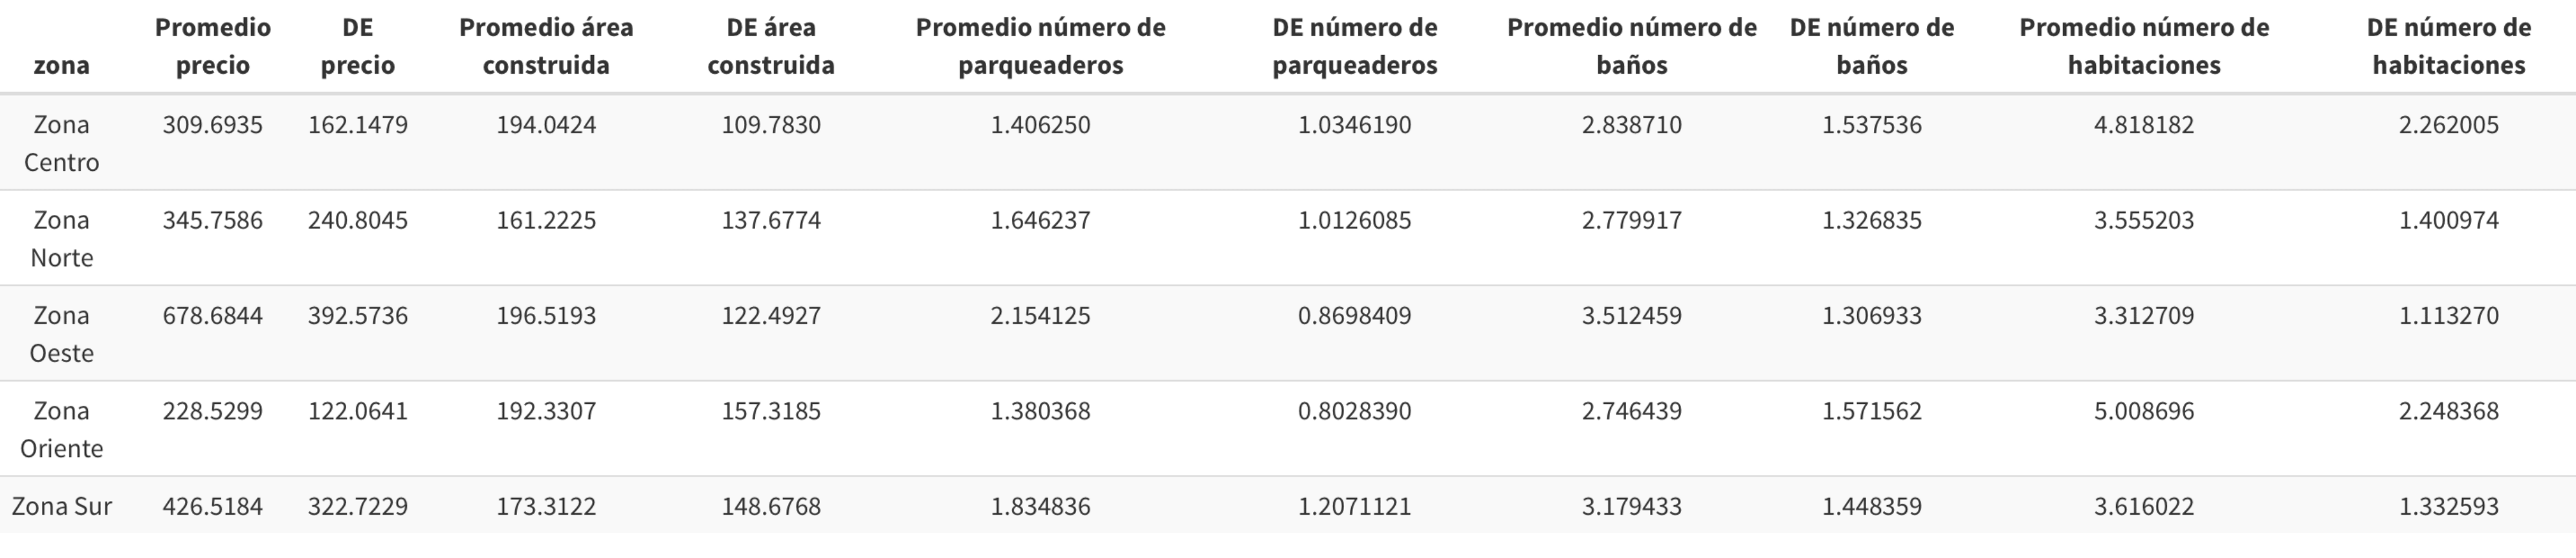 Promedio DE Promedio área DE área Promedio número de DE número de Promedio número de DE número de Promedio número de DE número de
zona precio precio construida construida parqueaderos parqueaderos baños baños habitaciones habitaciones
Zona 309.6935 162.1479 194.0424 109.7830 1.406250 1.0346190 2.838710 1.537536 4.818182 2.262005
Centro
Zona 345.7586 240.8045 161.2225 137.6774 1.646237 1.0126085 2.779917 1.326835 3.555203 1.400974
Norte
Zona 678.6844 392.5736 196.5193 122.4927 2.154125 0.8698409 3.512459 1.306933 3.312709 1.113270
Oeste
Zona 228.5299 122.0641 192.3307 157.3185 1.380368 0.8028390 2.746439 1.571562 5.008696 2.248368
Oriente
Zona Sur 426.5184 322.7229 173.3122 148.6768 1.834836 1.2071121 3.179433 1.448359 3.616022 1.332593